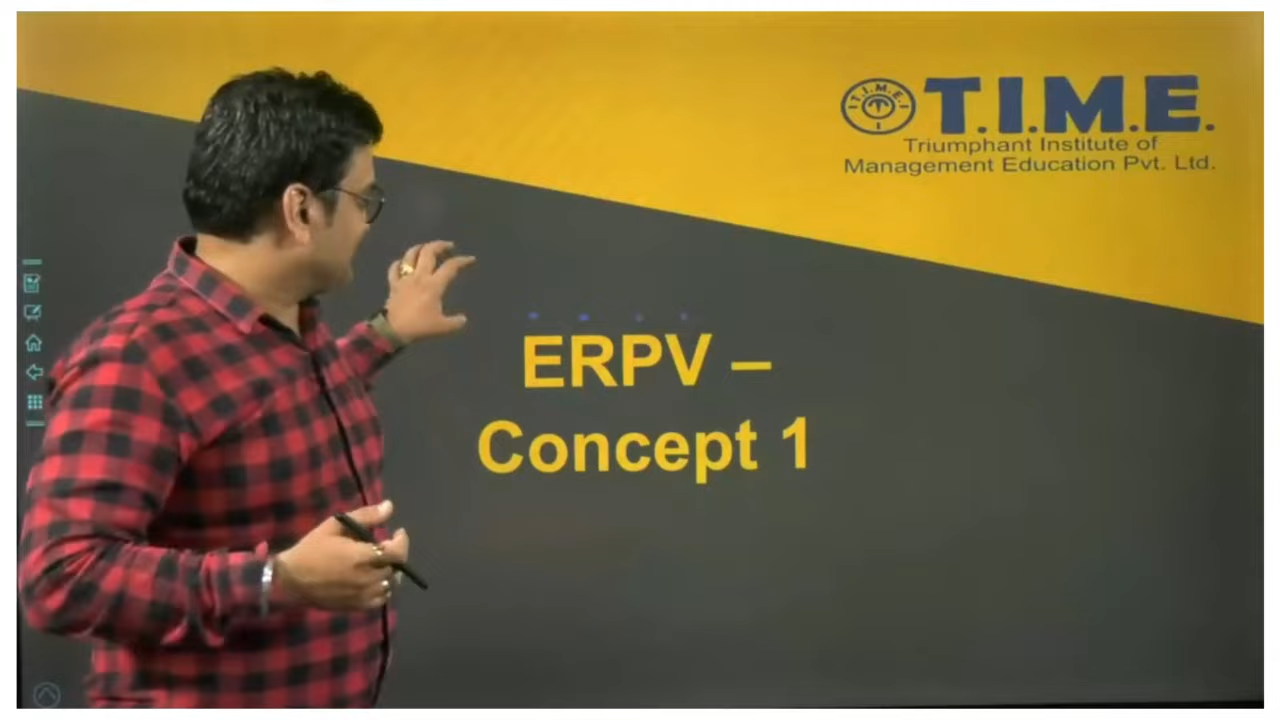 T.I.M.E.
T.I.M.E.
Triumphant Institute of
Management Education Pvt. Ltd.
ERPV –
Concept 1